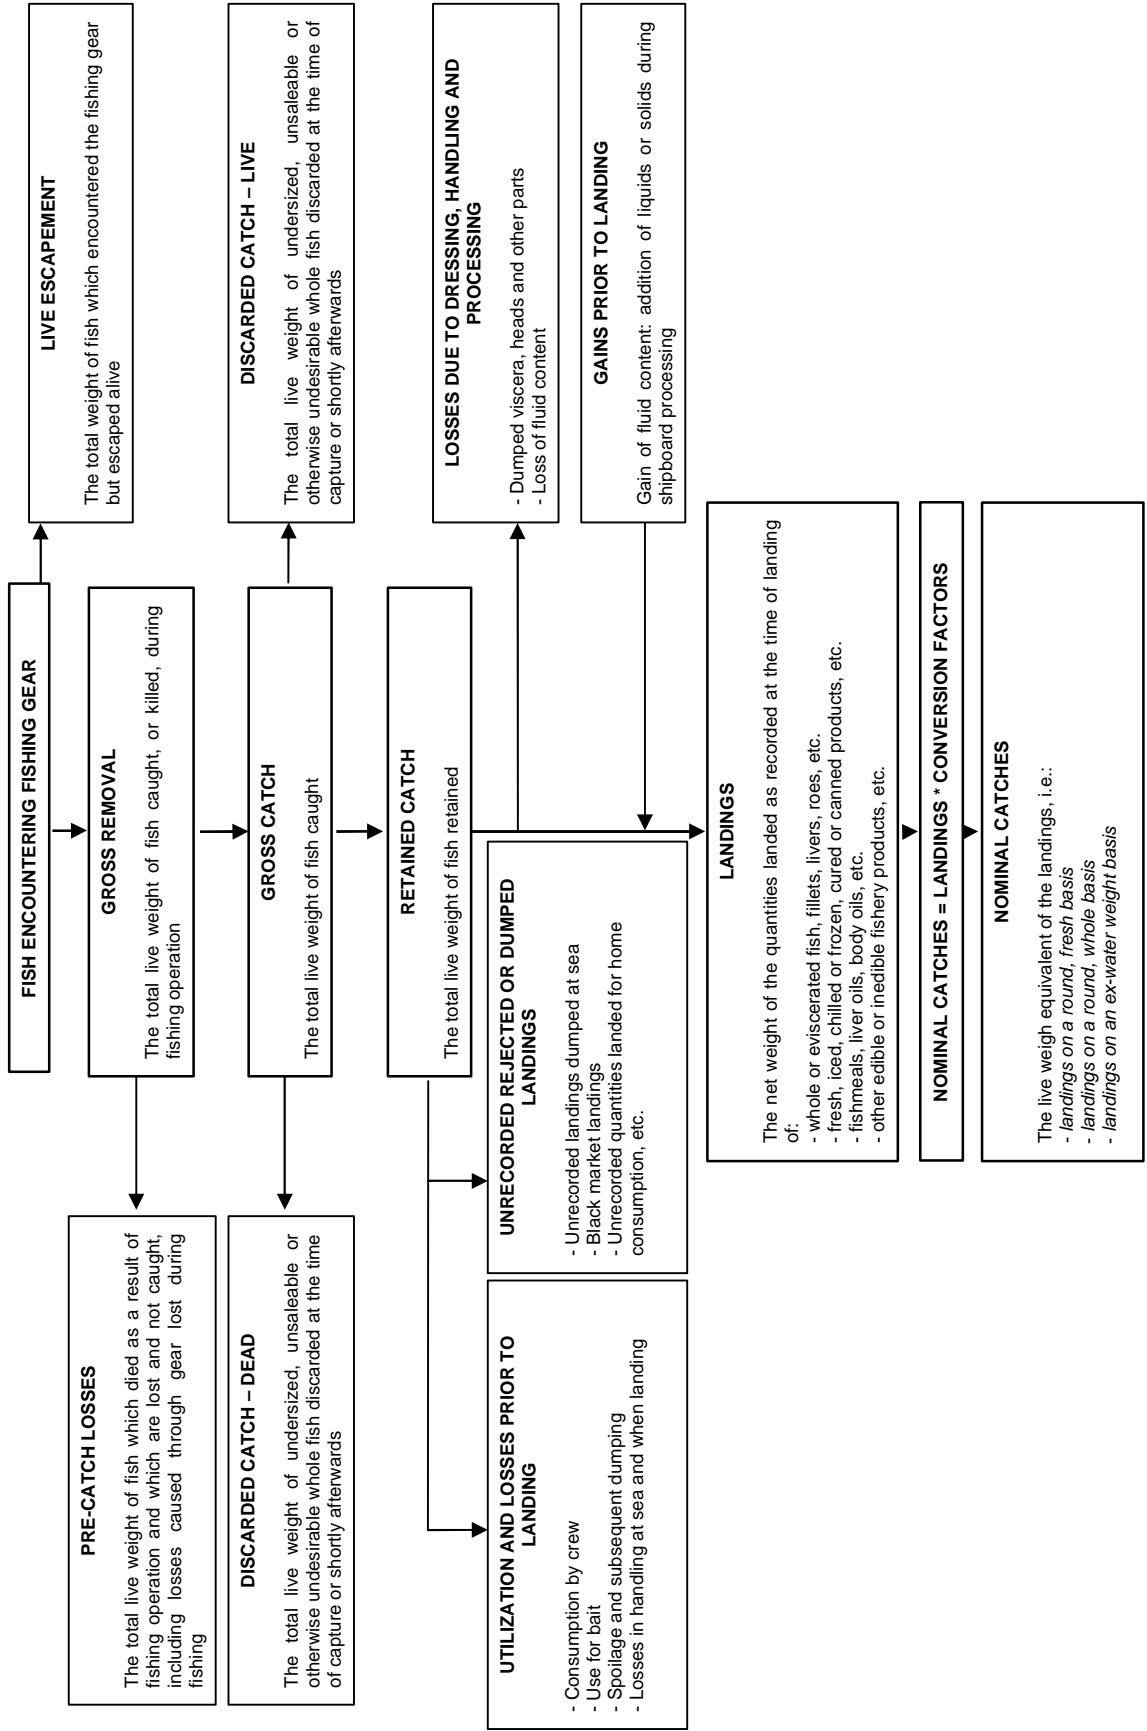 FISH ENCOUNTERING FISHING GEAR
LIVE ESCAPEMENT
The total weight of fish which encountered the fishing gear
but escaped alive
PRE-CATCH LOSSES
The total live weight of fish which died as a result of
fishing operation and which are lost and not caught,
including losses caused through gear lost during
fishing
GROSS REMOVAL
The total live weight of fish caught, or killed, during
fishing operation
DISCARDED CATCH – DEAD
The total live weight of undersized, unsaleable or
otherwise undesirable whole fish discarded at the time
of capture or shortly afterwards
GROSS CATCH
The total live weight of fish caught
DISCARDED CATCH – LIVE
The total live weight of undersized, unsaleable or
otherwise undesirable whole fish discarded at the time of
capture or shortly afterwards
RETAINED CATCH
The total live weight of fish retained
LOSSES DUE TO DRESSING, HANDLING AND
PROCESSING
- Dumped viscera, heads and other parts
- Loss of fluid content
UTILIZATION AND LOSSES PRIOR TO
LANDING
- Consumption by crew
- Use for bait
- Spoilage and subsequent dumping
- Losses in handling at sea and when landing
UNRECORDED REJECTED OR DUMPED
LANDINGS
- Unrecorded landings dumped at sea
- Black market landings
- Unrecorded quantities landed for home
consumption, etc.
GAINS PRIOR TO LANDING
Gain of fluid content: addition of liquids or solids during
shipboard processing
LANDINGS
The net weight of the quantities landed as recorded at the time of landing
of:
- whole or eviscerated fish, fillets, livers, roes, etc.
- fresh, iced, chilled or frozen, cured or canned products, etc.
- fishmeals, liver oils, body oils, etc.
- other edible or inedible fishery products, etc.
NOMINAL CATCHES = LANDINGS * CONVERSION FACTORS
NOMINAL CATCHES
The live weigh equivalent of the landings, i.e.:
- landings on a round, fresh basis
- landings on a round, whole basis
- landings on an ex-water weight basis